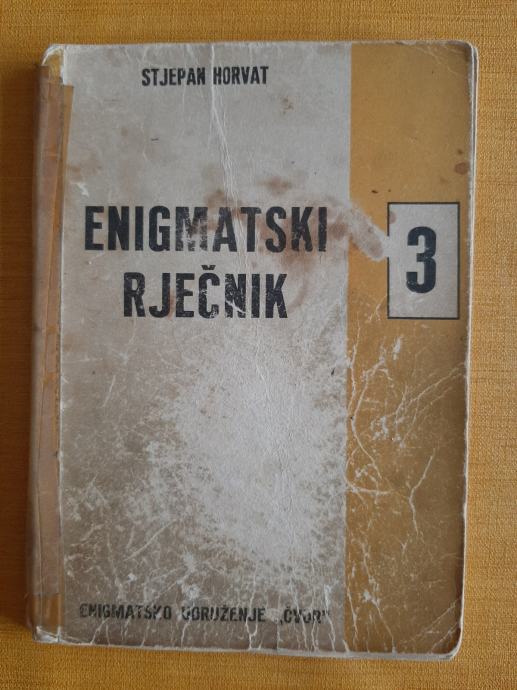 STJEPAN HORVAT
ENIGMATSKI
RJEČNIK
3
ENIGMATSKO UDRUŽENJE „ČVOR"